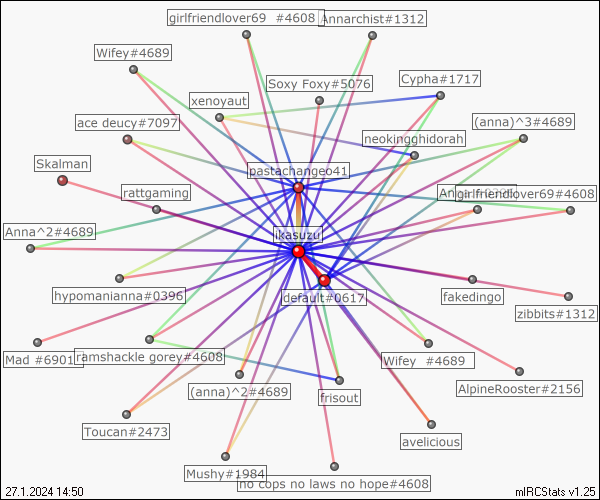 girlfriendlover69 #4608
Annarchist#1312
Wifey#4689
Soxy Foxy#5076
Cypha#1717
xenoyaut
ace deucy#7097
(anna)^3#4689
neokingghidorah
Skalman
pastachangeo41
rattgaming
girlfriendlover69#4608
Anna^2#4689
ikasuzu
hypomanianna#0396
default#0617
fakedingo
zibbits#1312
Mad #6901
ramshackle gorey#4608
Wifey #4689
(anna)^2#4689
frisout
AlpineRooster#2156
Toucan#2473
avelicious
Mushy#1984
no cops no laws no hope#4608
27.1.2024 14:50
mIRCStats v1.25